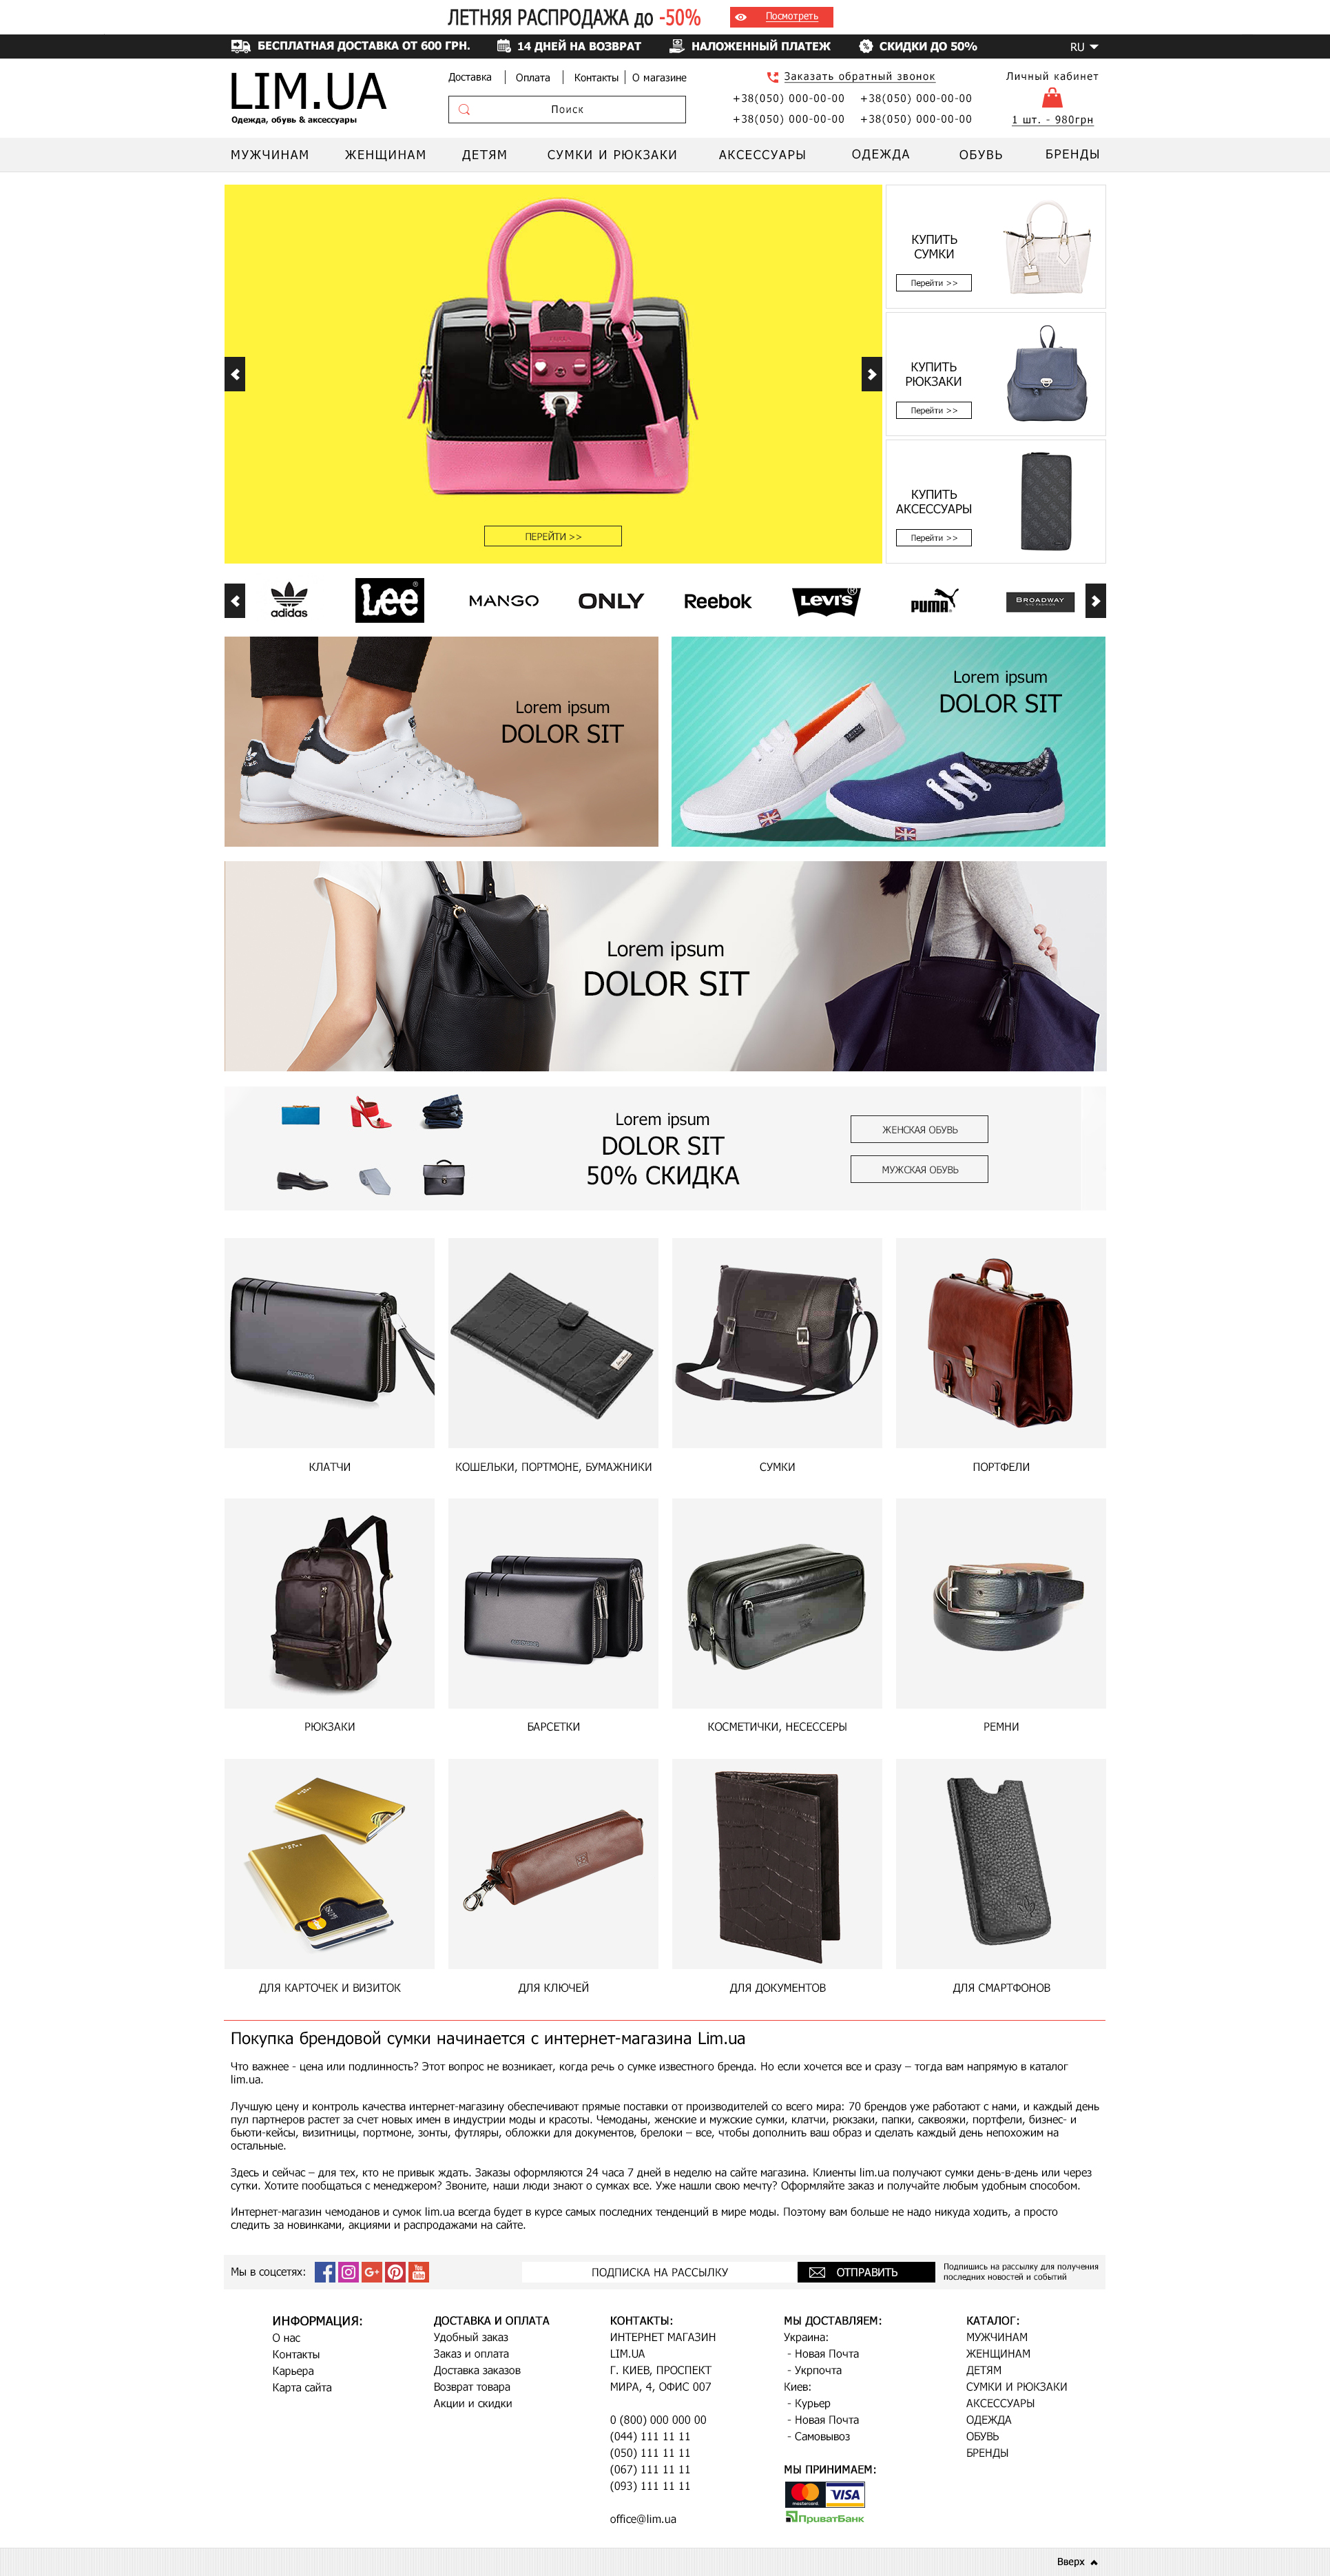 ЛЕТНЯЯ РАСПРОДАЖА до -50%
Посмотреть
БЕСПЛАТНАЯ ДОСТАВКА ОТ 600 ГРН.
14 ДНЕЙ НА ВОЗВРАТ
НАЛОЖЕННЫЙ ПЛАТЕЖ
СКИДКИ ДО 50%
RU
LIM.UA
Одежда, обувь & аксессуары
Доставка
Оплата
Контакты
О магазине
Поиск
Заказать обратный звонок
+38(050) 000-00-00 +38(050) 000-00-00
+38(050) 000-00-00 +38(050) 000-00-00
Личный кабинет
1 шт. - 980грн
МУЖЧИНАМ
ЖЕНЩИНАМ
ДЕТЯМ
СУМКИ И РЮКЗАКИ
АКСЕССУАРЫ
ОДЕЖДА
ОБУВЬ
БРЕНДЫ
ПЕРЕЙТИ >>
КУПИТЬ
СУМКИ
Перейти >>
КУПИТЬ
РЮКЗАКИ
Перейти >>
КУПИТЬ
АКСЕССУАРЫ
Перейти >>
adidas
Lee
MANGO
ONLY
Reebok
LEVI'S
PUMA
BROADWAY
NYC FASHION
Lorem ipsum
DOLOR SIT
Lorem ipsum
DOLOR SIT
Lorem ipsum
DOLOR SIT
Lorem ipsum
DOLOR SIT
50% СКИДКА
ЖЕНСКАЯ ОБУВЬ
МУЖСКАЯ ОБУВЬ
КЛАТЧИ
КОШЕЛЬКИ, ПОРТМОНЕ, БУМАЖНИКИ
СУМКИ
ПОРТФЕЛИ
РЮКЗАКИ
БАРСЕТКИ
КОСМЕТИЧКИ, НЕСЕССЕРЫ
РЕМНИ
ДЛЯ КАРТОЧЕК И ВИЗИТОК
ДЛЯ КЛЮЧЕЙ
ДЛЯ ДОКУМЕНТОВ
ДЛЯ СМАРТФОНОВ
Покупка брендовой сумки начинается с интернет-магазина Lim.ua
Что важнее - цена или подлинность? Этот вопрос не возникает, когда речь о сумке известного бренда. Но если хочется все и сразу – тогда вам напрямую в каталог
lim.ua.
Лучшую цену и контроль качества интернет-магазину обеспечивают прямые поставки от производителей со всего мира: 70 брендов уже работают с нами, и каждый день
пул партнеров растет за счет новых имен в индустрии моды и красоты. Чемоданы, женские и мужские сумки, клатчи, рюкзаки, папки, саквояжи, портфели, бизнес- и
бьюти-кейсы, визитницы, портмоне, зонты, футляры, обложки для документов, брелоки – все, чтобы дополнить ваш образ и сделать каждый день непохожим на
остальные.
Здесь и сейчас – для тех, кто не привык ждать. Заказы оформляются 24 часа 7 дней в неделю на сайте магазина. Клиенты lim.ua получают сумки день-в-день или через
сутки. Хотите пообщаться с менеджером? Звоните, наши люди знают о сумках все. Уже нашли свою мечту? Оформляйте заказ и получайте любым удобным способом.
Интернет-магазин чемоданов и сумок lim.ua всегда будет в курсе самых последних тенденций в мире моды. Поэтому вам больше не надо никуда ходить, а просто
следить за новинками, акциями и распродажами на сайте.
Мы в соцсетях:
You Tube
ПОДПИСКА НА РАССЫЛКУ
ОТПРАВИТЬ
Подпишись на рассылку для получения
последних новостей и событий
ИНФОРМАЦИЯ:
О нас
Контакты
Карьера
Карта сайта
ДОСТАВКА И ОПЛАТА
Удобный заказ
Заказ и оплата
Доставка заказов
Возврат товара
Акции и скидки
КОНТАКТЫ:
ИНТЕРНЕТ МАГАЗИН
LIM.UA
Г. КИЕВ, ПРОСПЕКТ
МИРА, 4, ОФИС 007
0 (800) 000 000 00
(044) 111 11 11
(050) 111 11 11
(067) 111 11 11
(093) 111 11 11
office@lim.ua
МЫ ДОСТАВЛЯЕМ:
Украина:
- Новая Почта
- Укрпочта
Киев:
- Курьер
- Новая Почта
- Самовывоз
МЫ ПРИНИМАЕМ:
mastercard
VISA
ПриватБанк
КАТАЛОГ:
МУЖЧИНАМ
ЖЕНЩИНАМ
ДЕТЯМ
СУМКИ И РЮКЗАКИ
АКСЕССУАРЫ
ОДЕЖДА
ОБУВЬ
БРЕНДЫ
Вверх